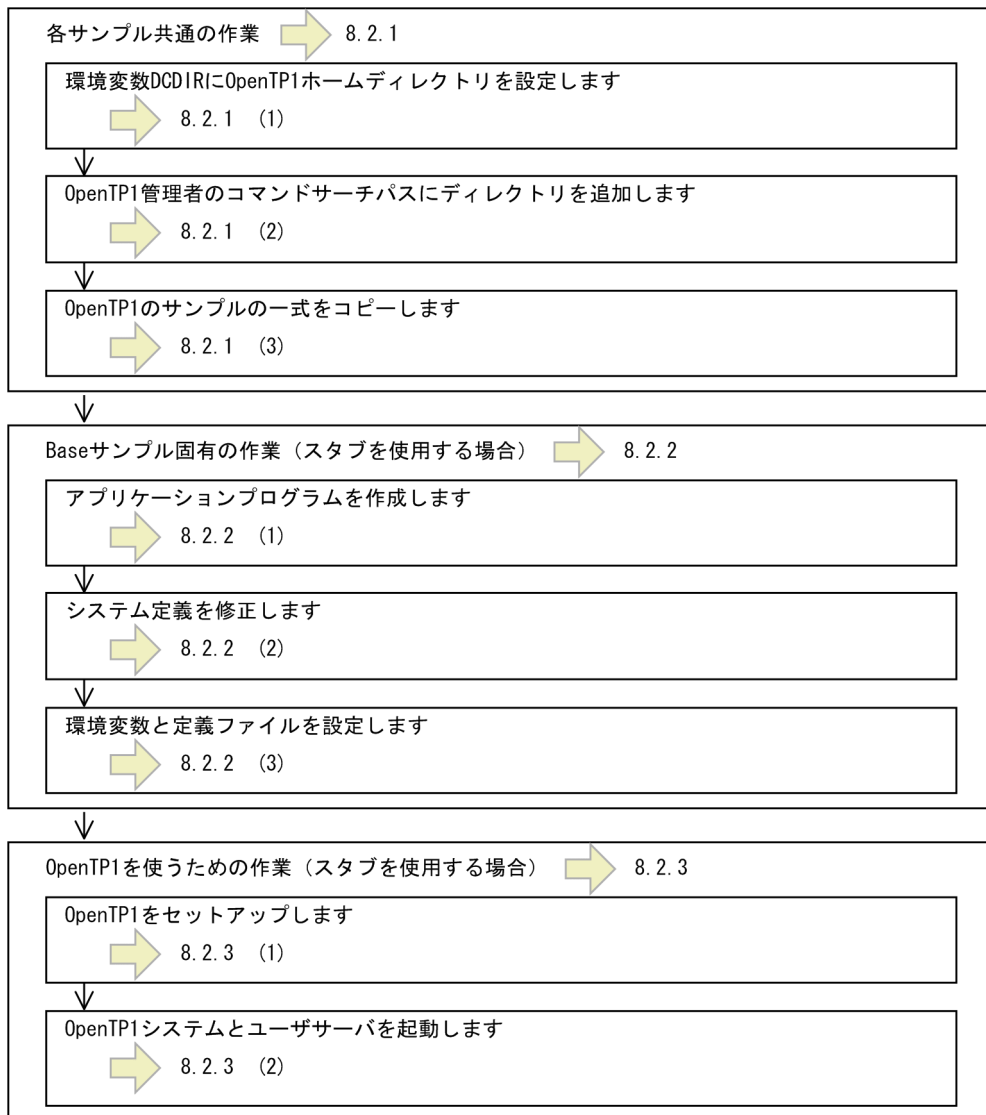 各サンプル共通の作業 8.2.1
環境変数DCDIRにOpenTP1ホームディレクトリを設定します
8.2.1 (1)
OpenTP1管理者のコマンドサーチパスにディレクトリを追加します
8.2.1 (2)
OpenTP1のサンプルの一式をコピーします
8.2.1 (3)
Baseサンプル固有の作業（スタブを使用する場合） 8.2.2
アプリケーションプログラムを作成します
8.2.2 (1)
システム定義を修正します
8.2.2 (2)
環境変数と定義ファイルを設定します
8.2.2 (3)
OpenTP1を使うための作業（スタブを使用する場合） 8.2.3
OpenTP1をセットアップします
8.2.3 (1)
OpenTP1システムとユーザサーバを起動します
8.2.3 (2)